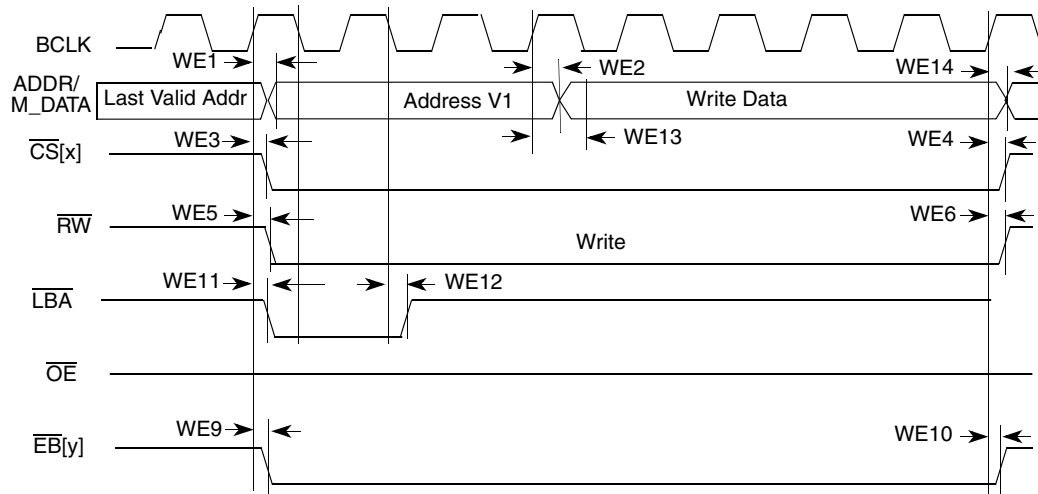 BCLK
WE1
WE2
WE14
ADDR/
M_DATA
Last Valid Addr
Address V1
Write Data
WE13
CS[x]
WE3
WE4
RW
WE5
WE6
Write
LBA
WE11
WE12
OE
EB[y]
WE9
WE10